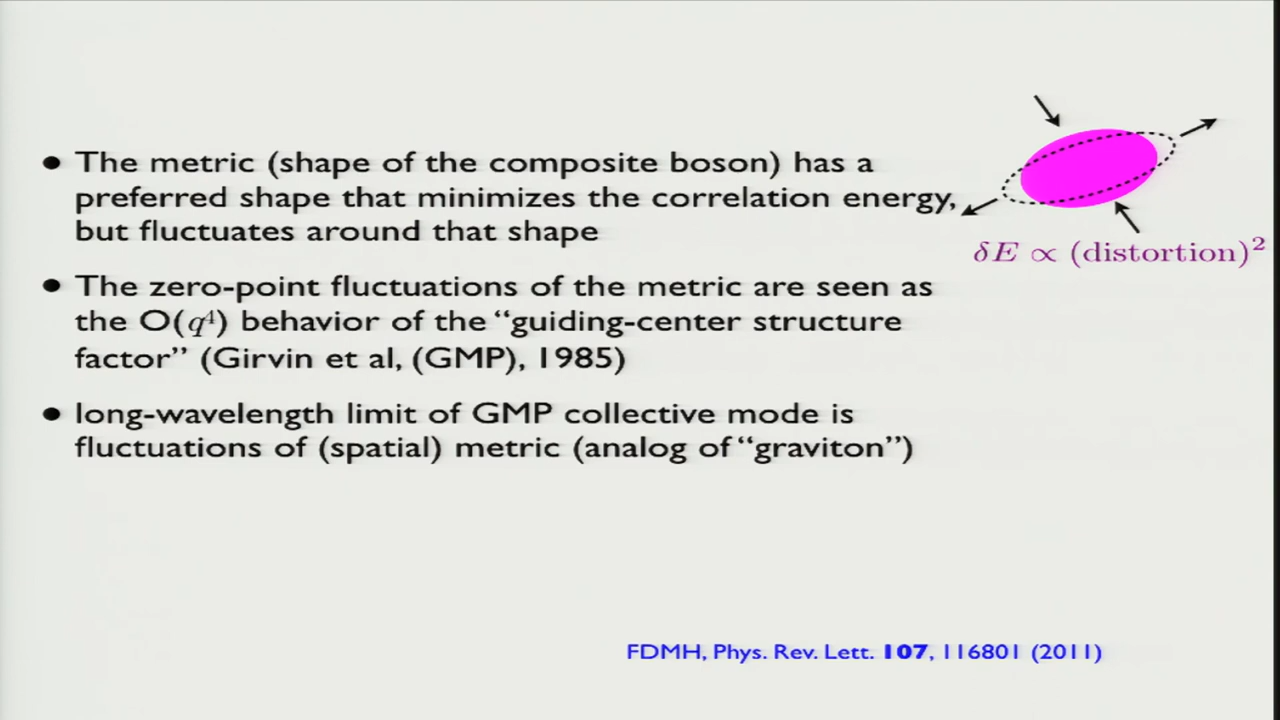 • The metric (shape of the composite boson) has a
preferred shape that minimizes the correlation energy,
but fluctuates around that shape
δE ∝ (distortion)²
• The zero-point fluctuations of the metric are seen as
the O(q⁴) behavior of the “guiding-center structure
factor” (Girvin et al, (GMP), 1985)
• long-wavelength limit of GMP collective mode is
fluctuations of (spatial) metric (analog of “graviton”)
FDMH, Phys. Rev. Lett. 107, 116801 (2011)